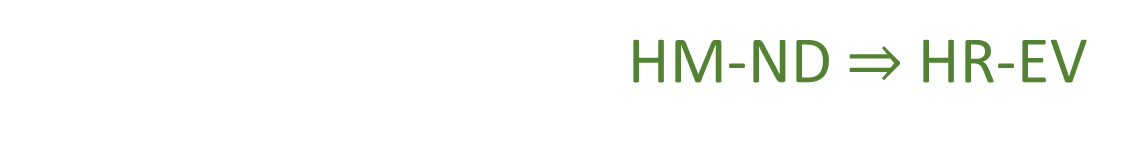 HM-ND ⇒ HR-EV